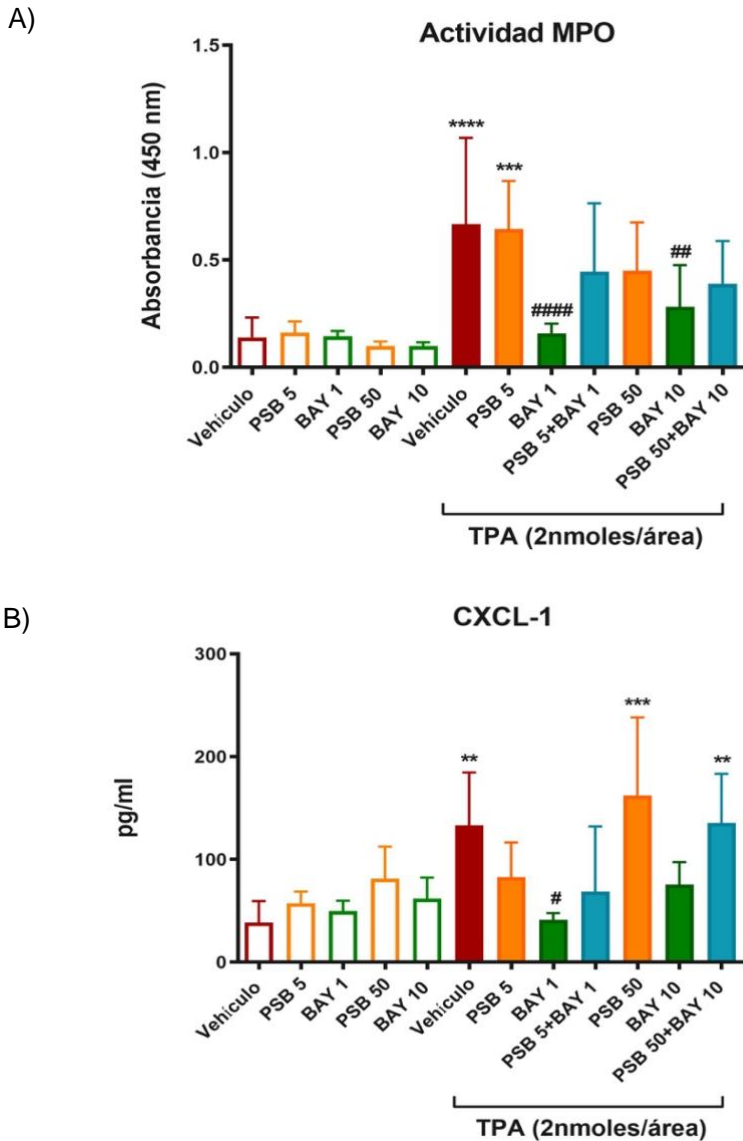 A)
Actividad MPO
Absorbancia (450 nm)
1.5
1.0
0.5
0.0
****
***
####
##
Vehículo
PSB 5
BAY 1
PSB 50
BAY 10
Vehículo
PSB 5
BAY 1
PSB 5+BAY 1
PSB 50
BAY 10
PSB 50+BAY 10
TPA (2nmoles/área)
B)
CXCL-1
pg/ml
300
200
100
0
**
#
***
**
Vehículo
PSB 5
BAY 1
PSB 50
BAY 10
Vehículo
PSB 5
BAY 1
PSB 5+BAY 1
PSB 50
BAY 10
PSB 50+BAY 10
TPA (2nmoles/área)